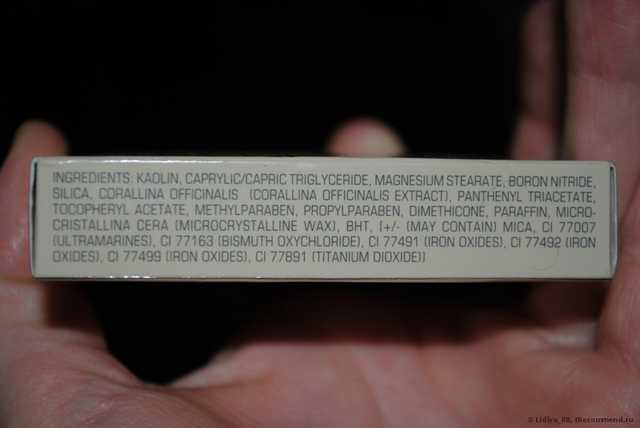 INGREDIENTS: KAOLIN, CAPRYLIC/CAPRIC TRIGLYCERIDE, MAGNESIUM STEARATE, BORON NITRIDE,
SILICA, CORALLINA OFFICINALIS (CORALLINA OFFICINALIS EXTRACT), PANTHENYL TRIACETATE,
TOCOPHERYL ACETATE, METHYLPARABEN, PROPYLPARABEN, DIMETHICONE, PARAFFIN, MICRO-
CRISTALLINA CERA (MICROCRYSTALLINE WAX), BHT, [+/- (MAY CONTAIN) MICA, CI 77007
(ULTRAMARINES), CI 77163 (BISMUTH OXYCHLORIDE), CI 77491 (IRON OXIDES), CI 77492 (IRON
OXIDES), CI 77499 (IRON OXIDES), CI 77891 (TITANIUM DIOXIDE)]